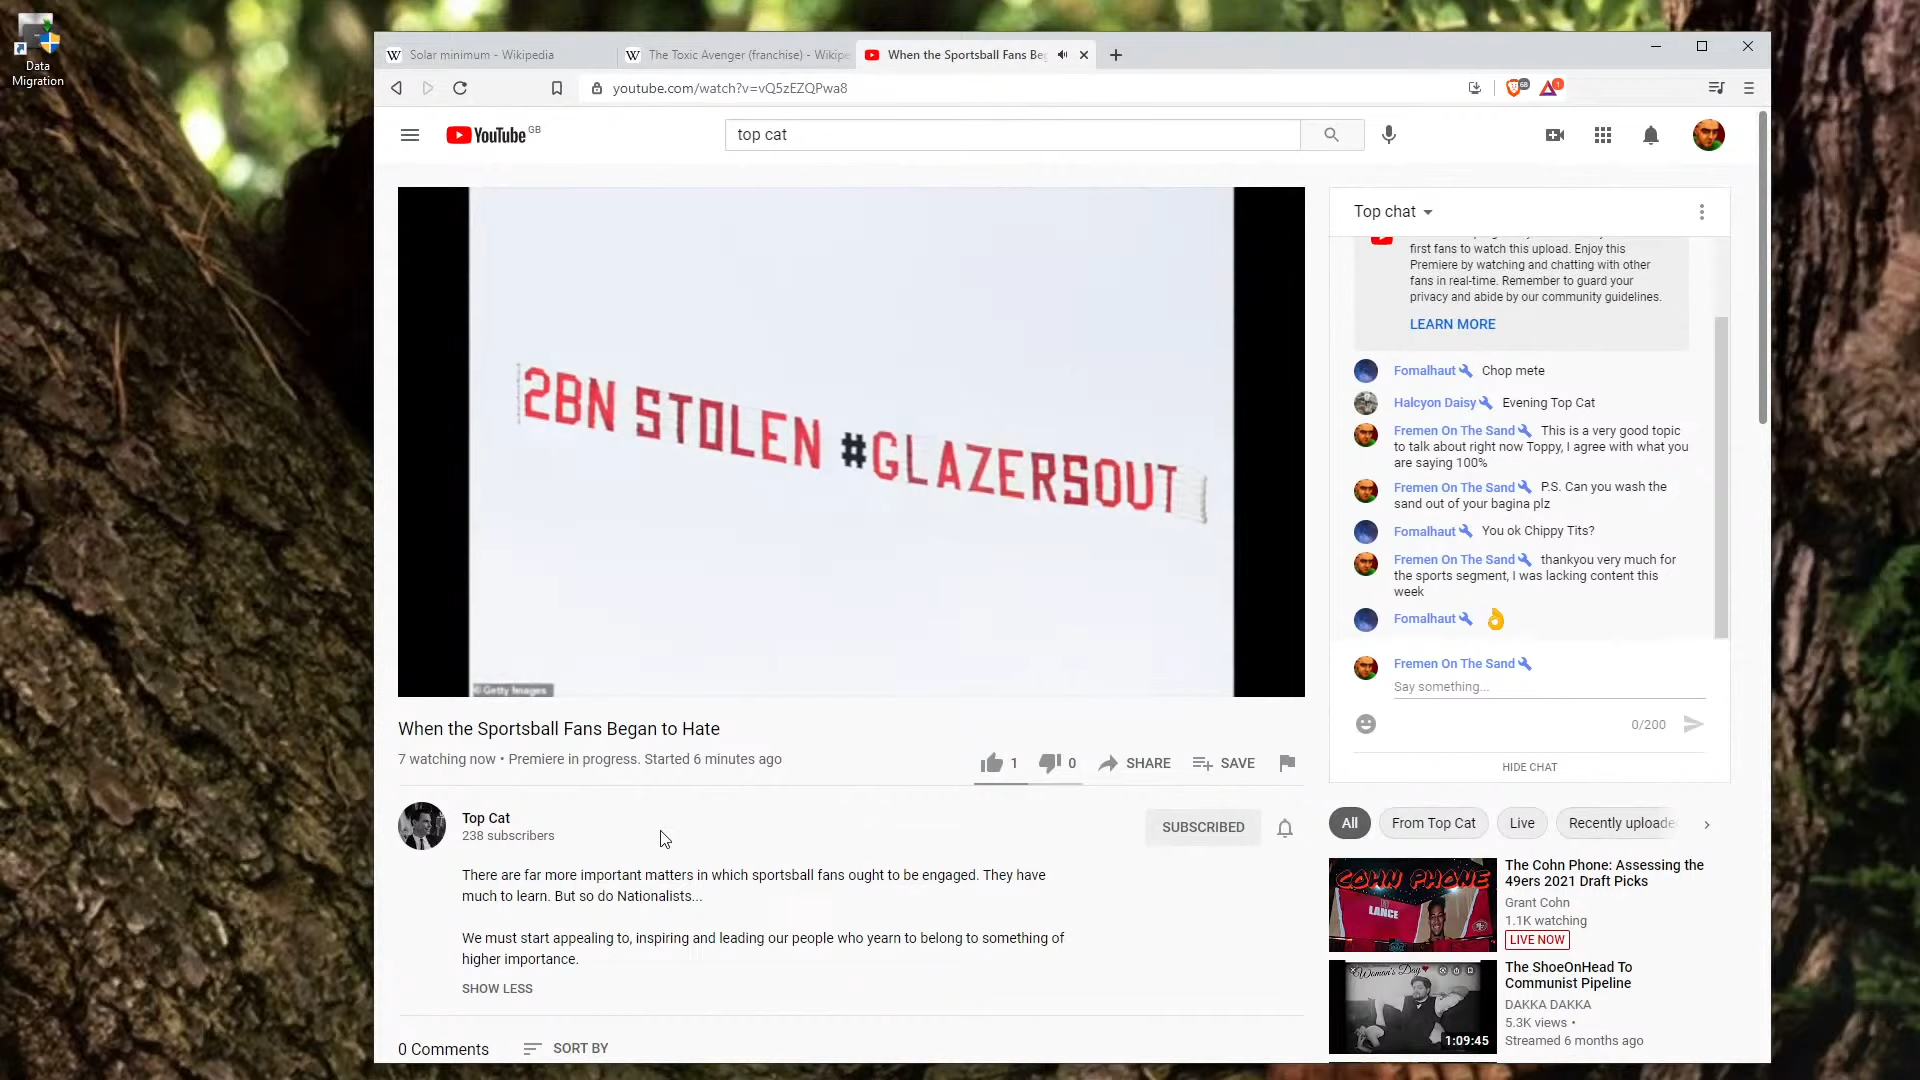 Data
Migration
Solar minimum - Wikipedia
The Toxic Avenger (franchise) - Wikipe
When the Sportsball Fans Be
youtube.com/watch?v=vQ5zEZQPwa8
68
1
YouTube GB
top cat
2BN STOLEN #GLAZERSOUT
© Getty Images
Top chat
first fans to watch this upload. Enjoy this
Premiere by watching and chatting with other
fans in real-time. Remember to guard your
privacy and abide by our community guidelines.
LEARN MORE
Fomalhaut Chop mete
Halcyon Daisy Evening Top Cat
Fremen On The Sand This is a very good topic
to talk about right now Toppy, I agree with what you
are saying 100%
Fremen On The Sand P.S. Can you wash the
sand out of your bagina plz
Fomalhaut You ok Chippy Tits?
Fremen On The Sand thankyou very much for
the sports segment, I was lacking content this
week
Fomalhaut 👌
Fremen On The Sand
Say something...
0/200
HIDE CHAT
When the Sportsball Fans Began to Hate
7 watching now • Premiere in progress. Started 6 minutes ago
1
0
SHARE
SAVE
Top Cat
238 subscribers
SUBSCRIBED
There are far more important matters in which sportsball fans ought to be engaged. They have
much to learn. But so do Nationalists...
We must start appealing to, inspiring and leading our people who yearn to belong to something of
higher importance.
SHOW LESS
0 Comments
SORT BY
All
From Top Cat
Live
Recently uploade
COHN PHONE
LANCE
The Cohn Phone: Assessing the
49ers 2021 Draft Picks
Grant Cohn
1.1K watching
LIVE NOW
Woman's Day
1:09:45
The ShoeOnHead To
Communist Pipeline
DAKKA DAKKA
5.3K views •
Streamed 6 months ago